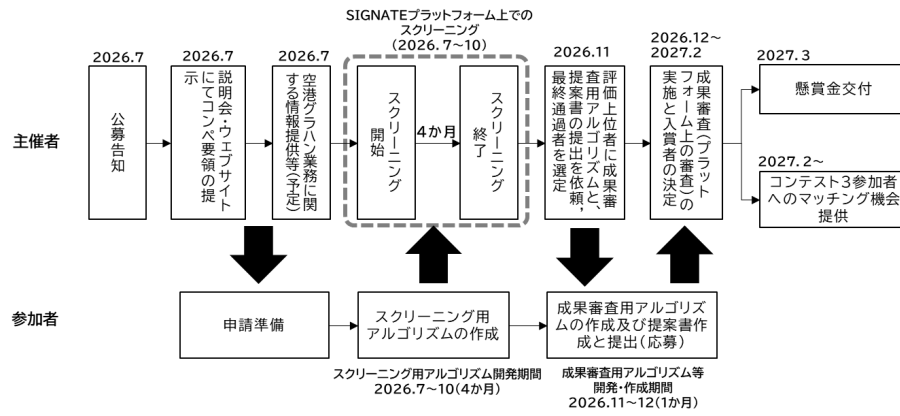 SIGNATEプラットフォーム上での
スクリーニング
(2026.7~10)
2026.7
2026.7
2026.7
2026.11
2026.12~
2027.2
2027.3
主催者
公募告知
説明会・ウェブサイト
にてコンペ要領の提
示
空港グラハン業務に関
する情報提供等(予定)
スクリーニング
開始
4か月
スクリーニング
終了
評価上位者に成果審
査用アルゴリズムと、
提案書の提出を依頼,
最終通過者を選定
成果審査(プラット
フォーム上の審査)の
実施と入賞者の決定
懸賞金交付
2027.2~
コンテスト3参加者
へのマッチング機会
提供
参加者
申請準備
スクリーニング用
アルゴリズムの作成
成果審査用アルゴリズ
ムの作成及び提案書作
成と提出(応募)
スクリーニング用アルゴリズム開発期間
2026.7~10(4か月)
成果審査用アルゴリズム等
開発・作成期間
2026.11~12(1か月)